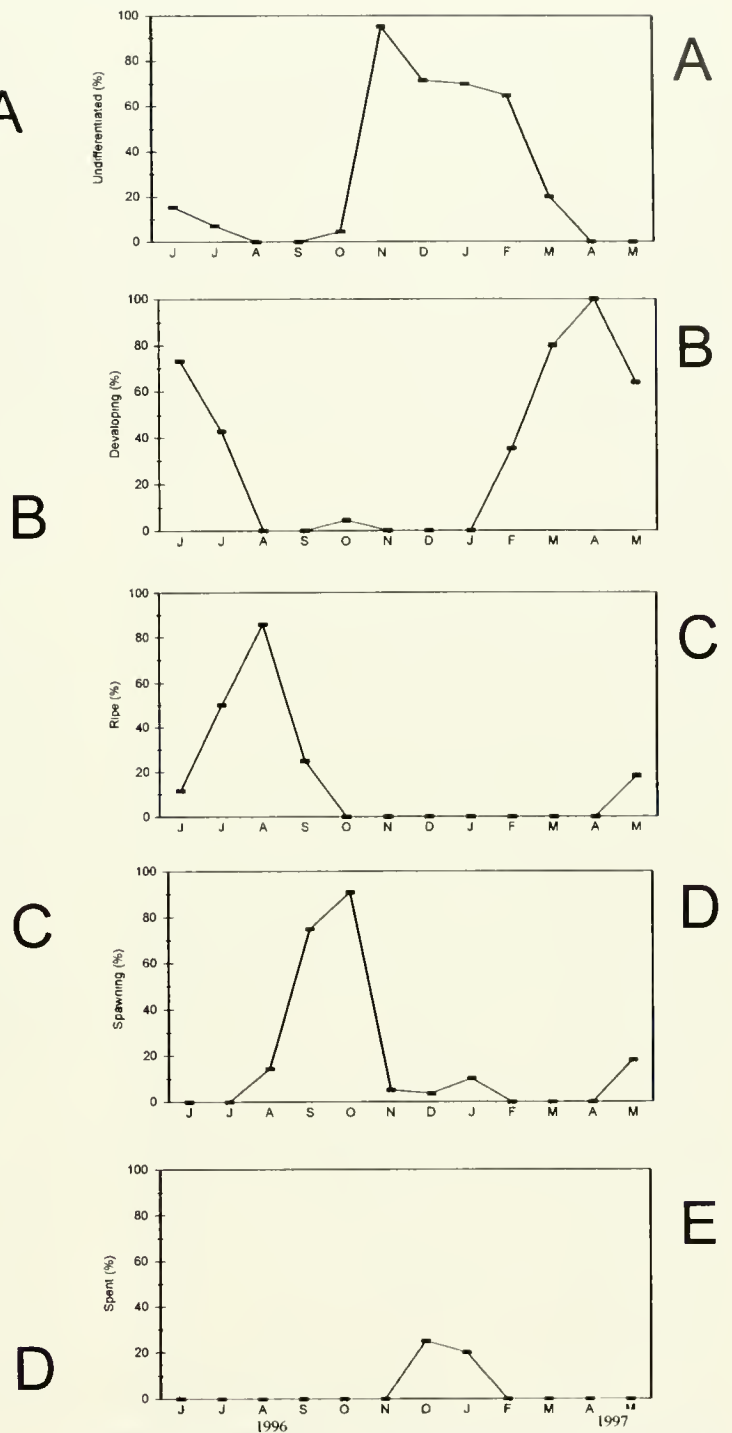 A
A
Undifferentiated (%)
100
80
60
40
20
0
J J A S O N D J F M A M
B
B
Developing (%)
100
80
60
40
20
0
J J A S O N D J F M A M
C
Ripe (%)
100
80
60
40
20
0
J J A S O N D J F M A M
C
D
Spawning (%)
100
80
60
40
20
0
J J A S O N D J F M A M
E
D
Spent (%)
100
80
60
40
20
0
J J A S O N D J F M A M
1996 1997